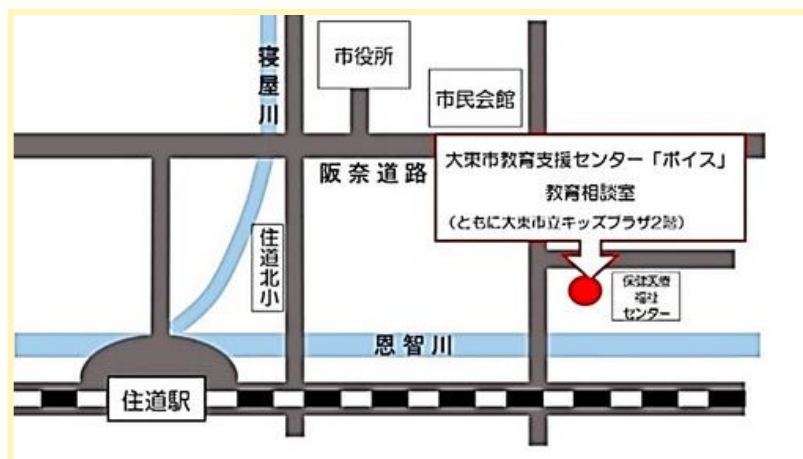 寝屋川
市役所
市民会館
阪奈道路
大東市教育支援センター「ボイス」
教育相談室
(ともに大東市立キッズプラザ2階)
住道北小
保健医療
福祉
センター
恩智川
住道駅